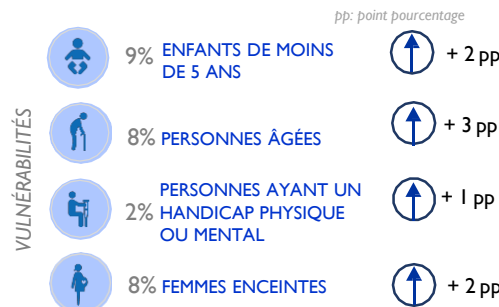 pp: point pourcentage
VULNÉRABILITÉS
9% ENFANTS DE MOINS
DE 5 ANS
+ 2 pp
8% PERSONNES ÂGÉES
+ 3 pp
PERSONNES AYANT UN
2% HANDICAP PHYSIQUE
OU MENTAL
+ 1 pp
8% FEMMES ENCEINTES
+ 2 pp